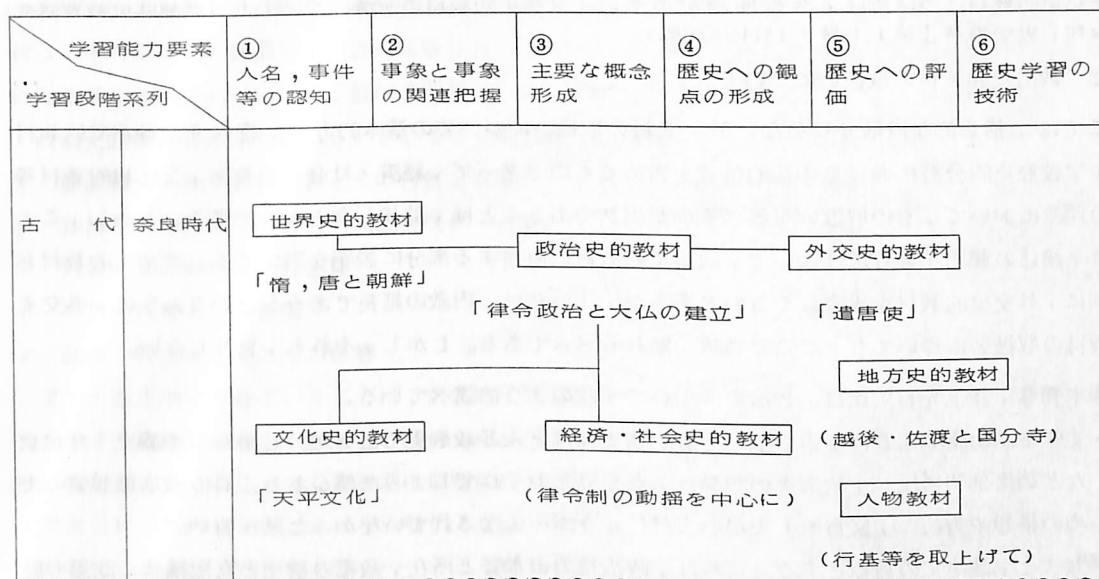 学習能力要素
学習段階系列
①
人名,事件
等の認知
②
事象と事象
の関連把握
③
主要な概念
形成
④
歴史への観
点の形成
⑤
歴史への評
価
⑥
歴史学習の
技術
古 代
奈良時代
世界史的教材
「惰,唐と朝鮮」
政治史的教材
「律令政治と大仏の建立」
外交史的教材
「遣唐使」
地方史的教材
(越後・佐渡と国分寺)
文化史的教材
「天平文化」
経済・社会史的教材
(律令制の動揺を中心に)
人物教材
(行基等を取上げて)